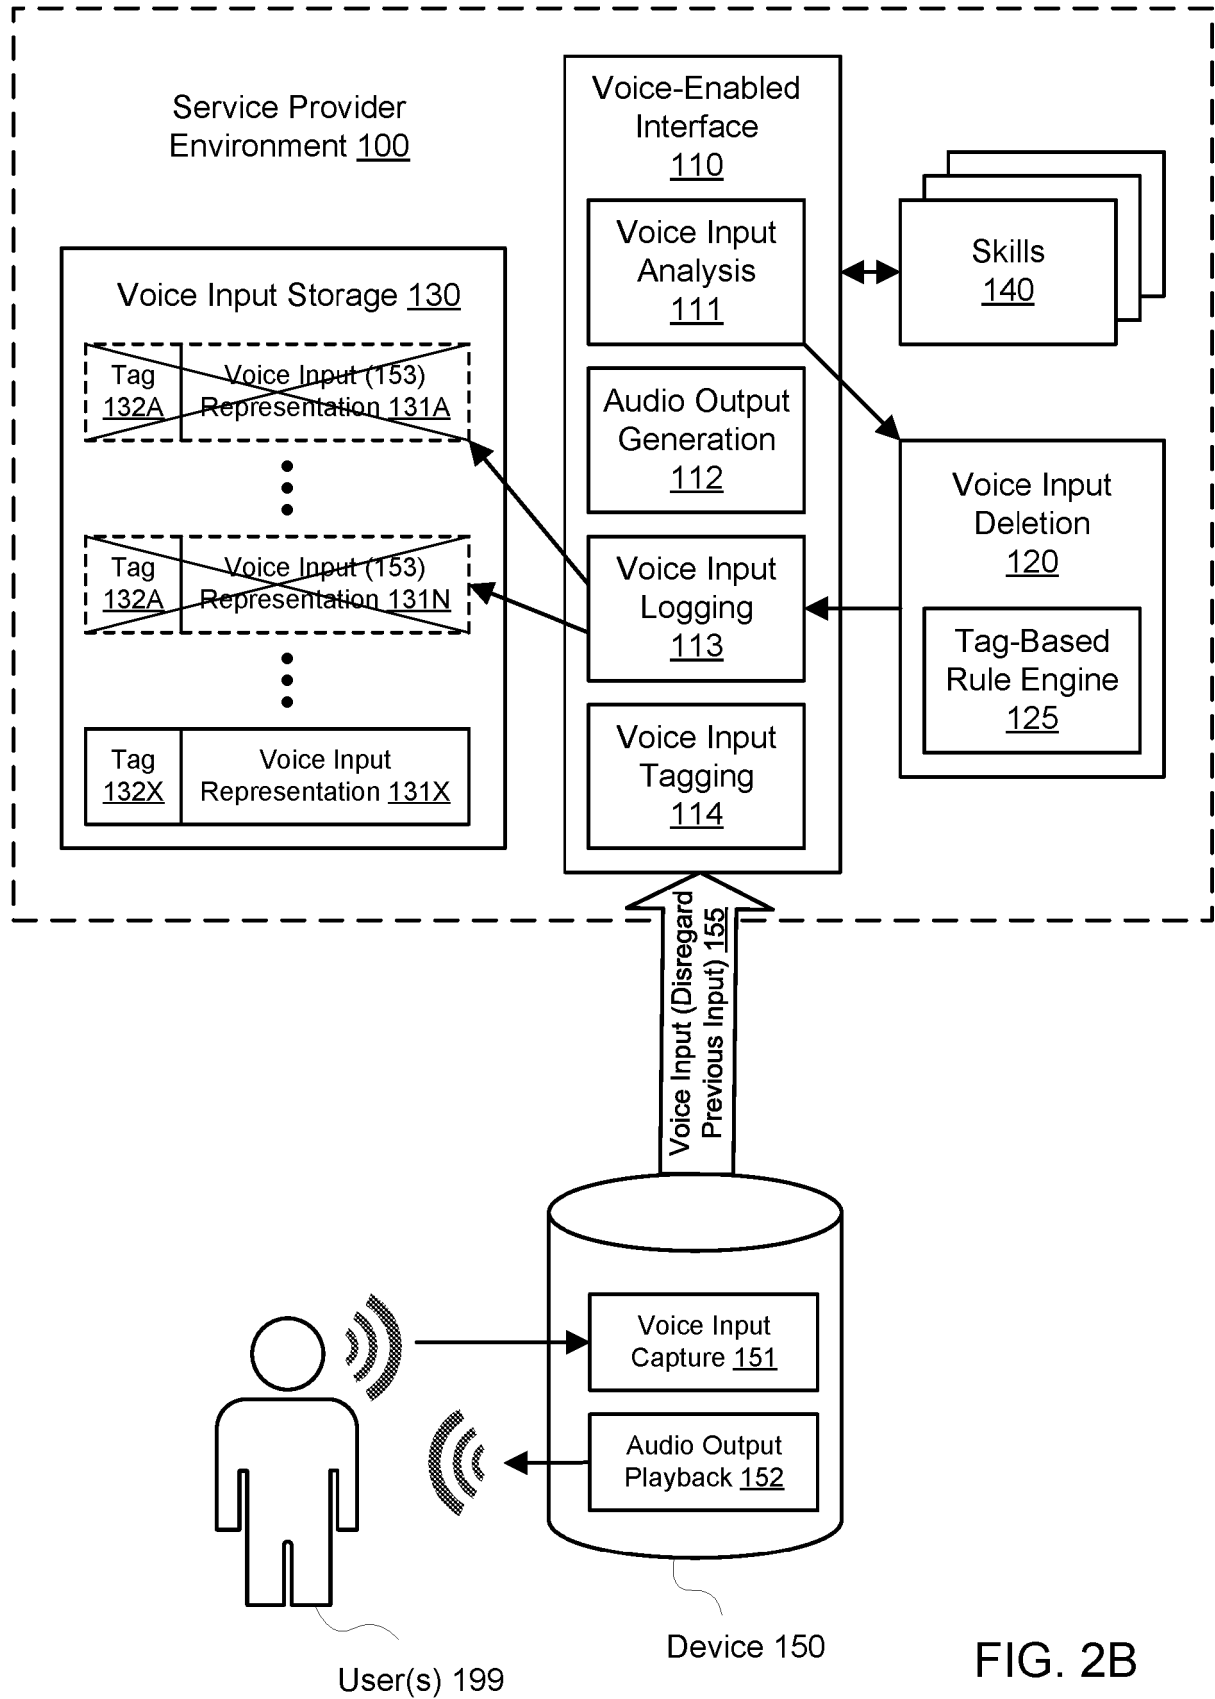 Service Provider
Environment 100
Voice-Enabled
Interface
110
Voice Input
Analysis
111
Audio Output
Generation
112
Voice Input
Logging
113
Voice Input
Tagging
114
Skills
140
Voice Input
Deletion
120
Tag-Based
Rule Engine
125
Voice Input Storage 130
Tag
132A
Voice Input (153)
Representation 131A
Tag
132A
Voice Input (153)
Representation 131N
Tag
132X
Voice Input
Representation 131X
Voice Input (Disregard
Previous Input) 155
Voice Input
Capture 151
Audio Output
Playback 152
Device 150
User(s) 199
FIG. 2B